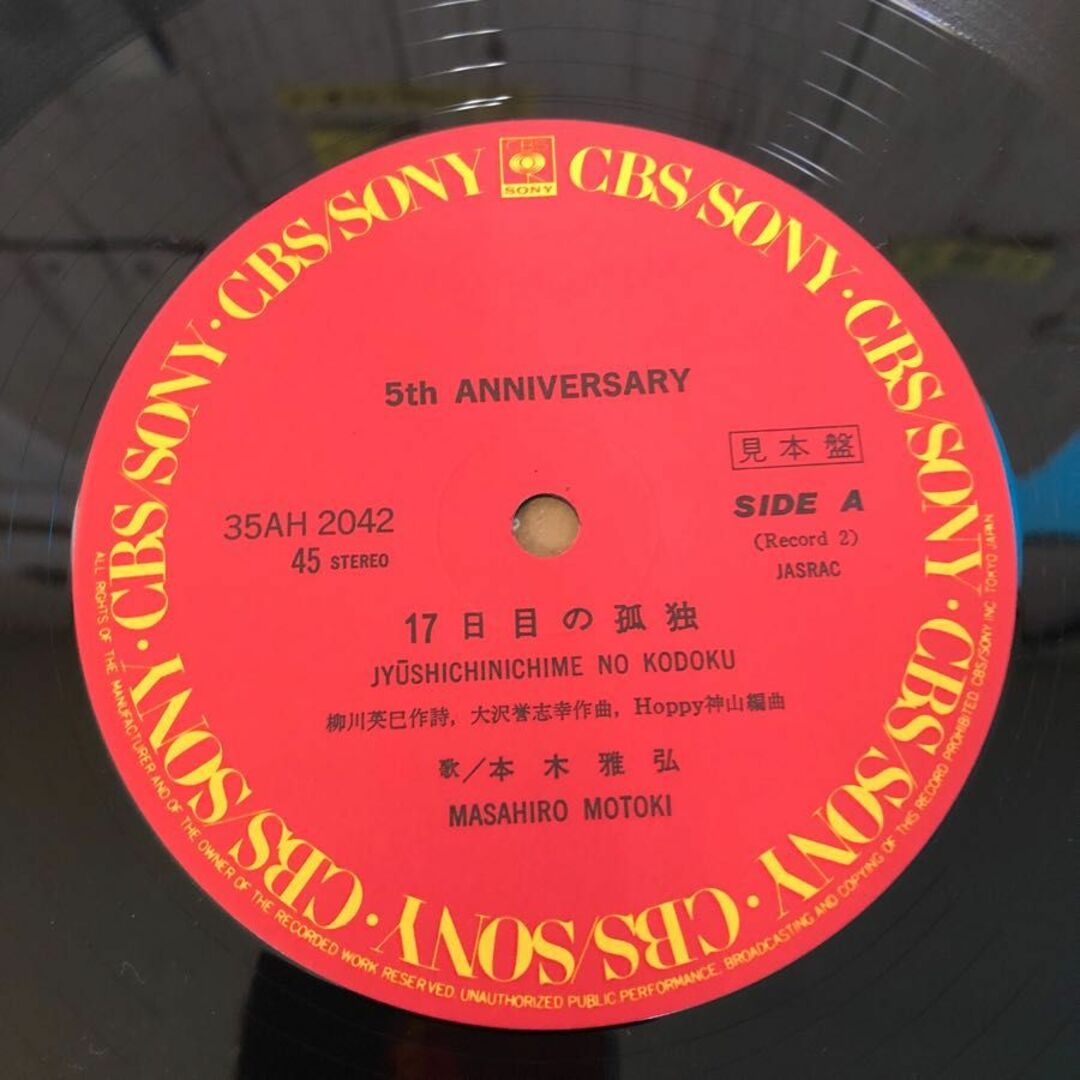 CBS
SONY
CBS/SONY · CBS/SONY · CBS/SONY · CBS/SONY · CBS/SONY · CBS/SONY · CBS/SONY · CBS/SONY
5th ANNIVERSARY
見本盤
35AH 2042
SIDE A
45 STEREO
(Record 2)
JASRAC
17日目の孤独
JYŪSHICHINICHIME NO KODOKU
柳川英巳作詩, 大沢誉志幸作曲, Hoppy神山編曲
歌/本木雅弘
MASAHIRO MOTOKI
ALL RIGHTS OF THE MANUFACTURER AND OF THE OWNER OF THE RECORDED WORK RESERVED. UNAUTHORIZED PUBLIC PERFORMANCE, BROADCASTING AND COPYING OF THIS RECORD PROHIBITED. CBS/SONY INC. TOKYO JAPAN